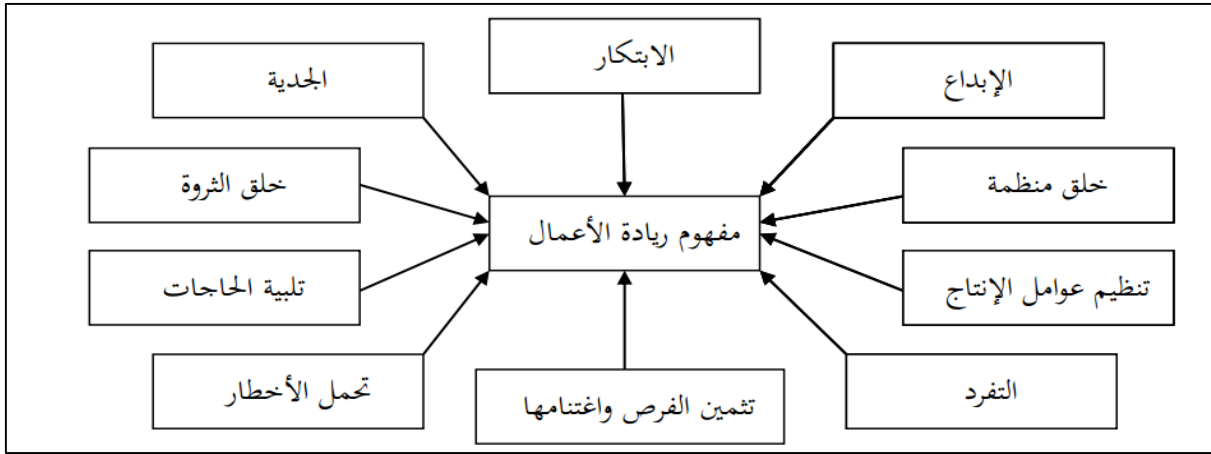 الابتكار
الإبداع
الجدية
خلق منظمة
خلق الثروة
مفهوم ريادة الأعمال
تنظيم عوامل الإنتاج
تلبية الحاجات
التفرد
تثمين الفرص واغتنامها
تحمل الأخطار